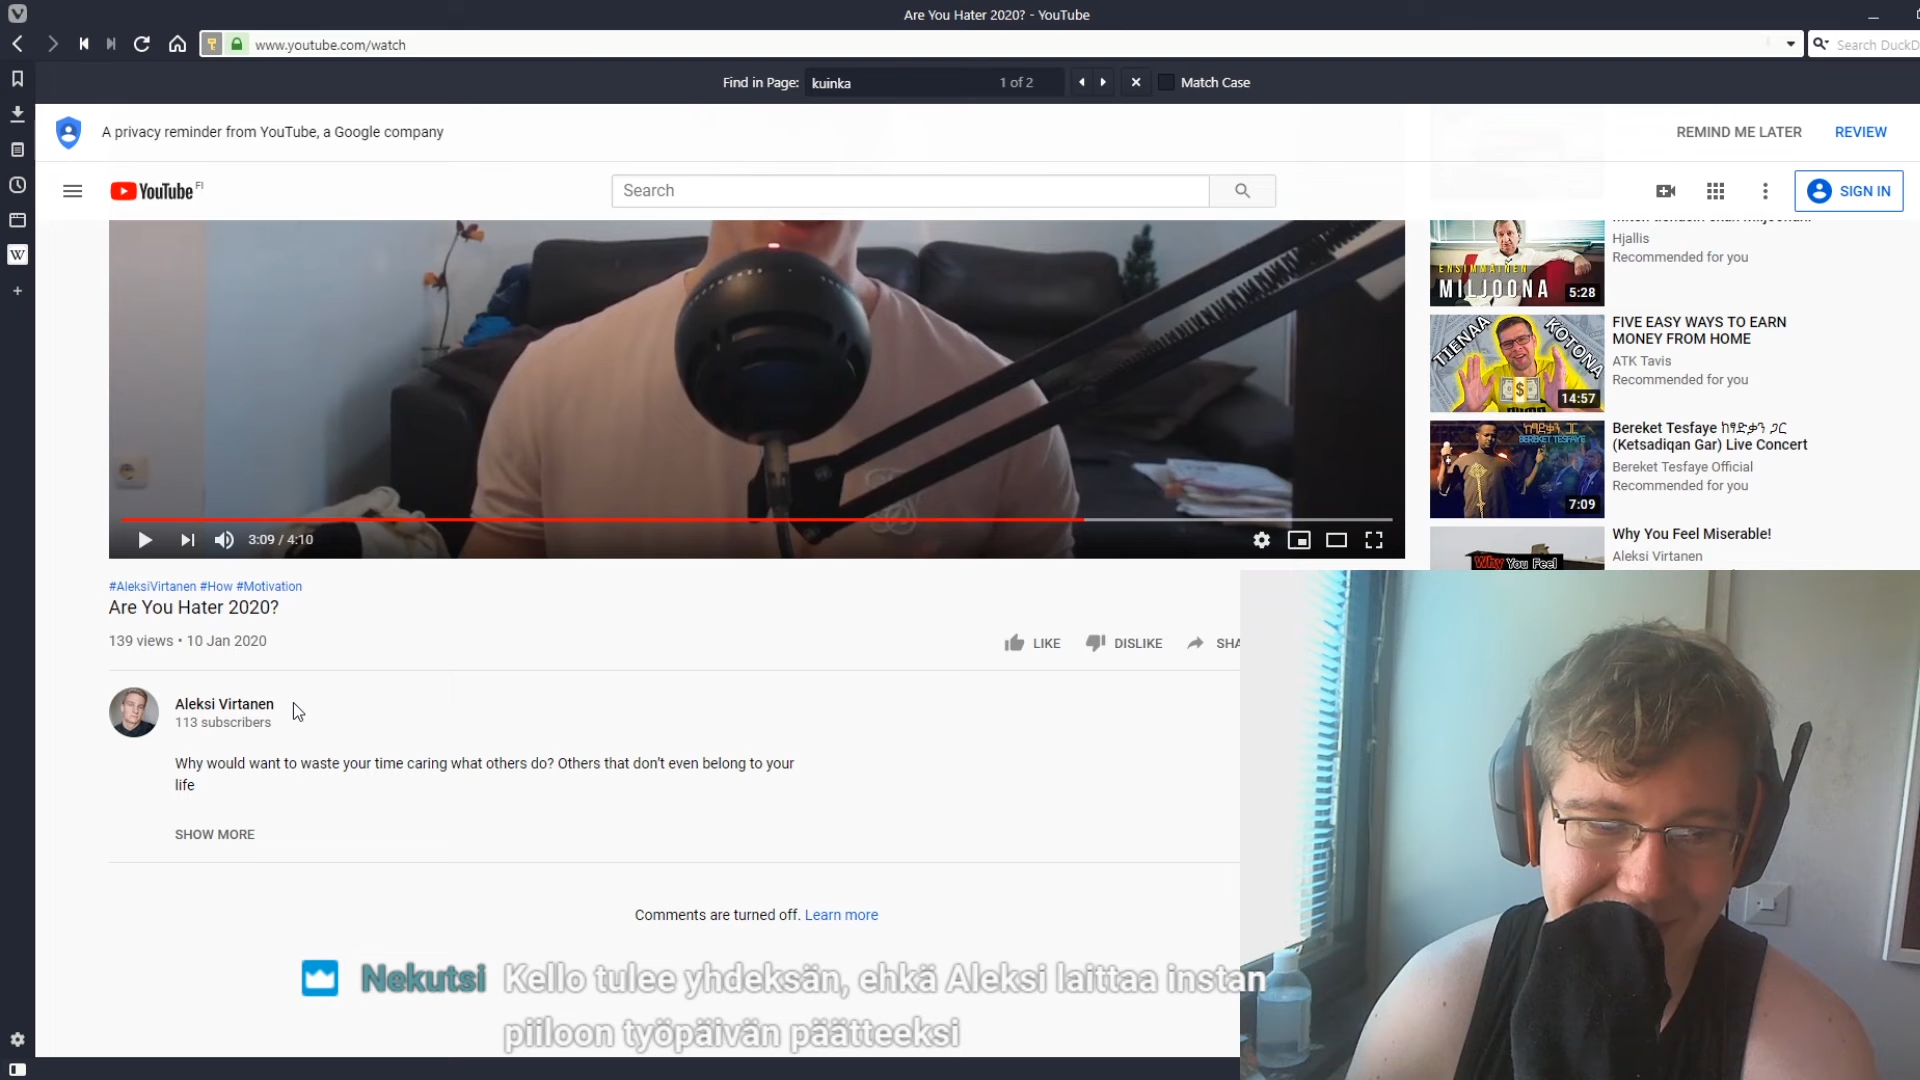 Are You Hater 2020? - YouTube
www.youtube.com/watch
Search DuckD
Find in Page: kuinka 1 of 2 Match Case
A privacy reminder from YouTube, a Google company
REMIND ME LATER REVIEW
YouTube FI
Search
SIGN IN
Hjallis
Recommended for you
ENSIMMÄINEN
MILJOONA
5:28
FIVE EASY WAYS TO EARN
MONEY FROM HOME
ATK Tavis
Recommended for you
TIENAA KOTONA
14:57
Bereket Tesfaye ከፃድቃን ጋር
(Ketsadiqan Gar) Live Concert
Bereket Tesfaye Official
Recommended for you
BEREKET TESFAYE
7:09
Why You Feel Miserable!
Aleksi Virtanen
Why You Feel
3:09 / 4:10
#AleksiVirtanen #How #Motivation
Are You Hater 2020?
139 views • 10 Jan 2020
LIKE DISLIKE SHA
Aleksi Virtanen
113 subscribers
Why would want to waste your time caring what others do? Others that don't even belong to your
life
SHOW MORE
Comments are turned off. Learn more
Nekutsi Kello tulee yhdeksän, ehkä Aleksi laittaa instan
piiloon työpäivän päätteeksi